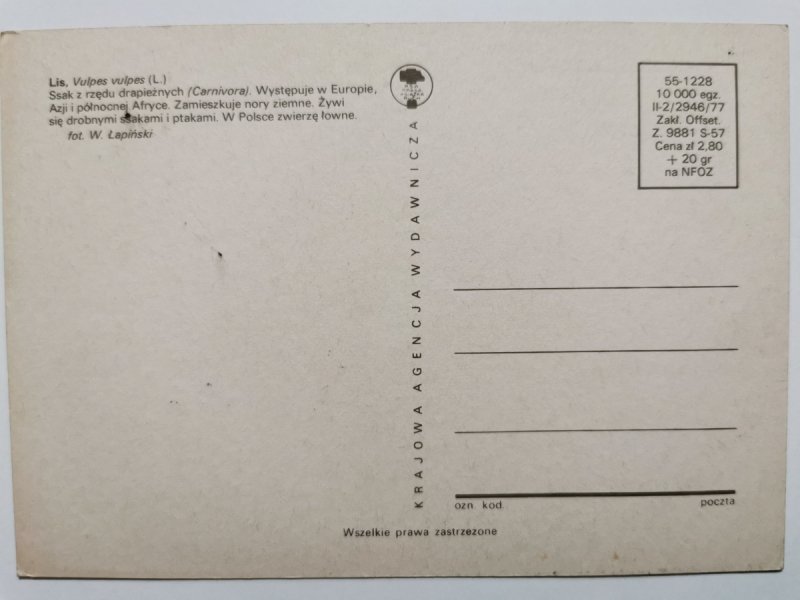 Lis, Vulpes vulpes (L.)
Ssak z rzędu drapieżnych (Carnivora). Występuje w Europie,
Azji i północnej Afryce. Zamieszkuje nory ziemne. Żywi
się drobnymi ssakami i ptakami. W Polsce zwierzę łowne.
fot. W. Łapiński
KRAJOWA AGENCJA WYDAWNICZA
55-1228
10 000 egz.
II-2/2946/77
Zakł. Offset.
Z. 9881 S-57
Cena zł 2,80
+ 20 gr
na NFOZ
ozn. kod. poczta
Wszelkie prawa zastrzeżone